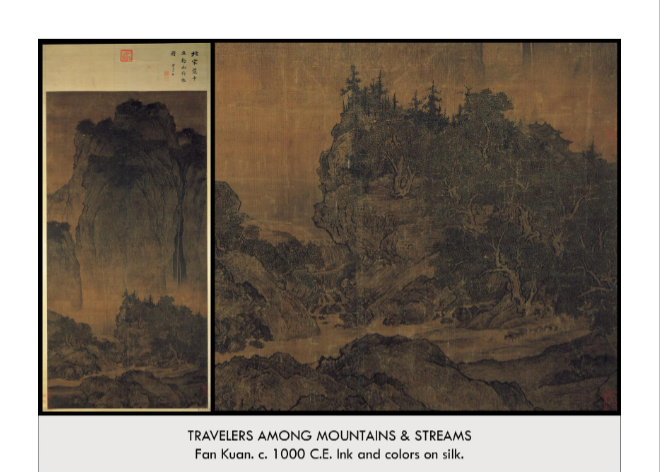 TRAVELERS AMONG MOUNTAINS & STREAMS
Fan Kuan. c. 1000 C.E. Ink and colors on silk.